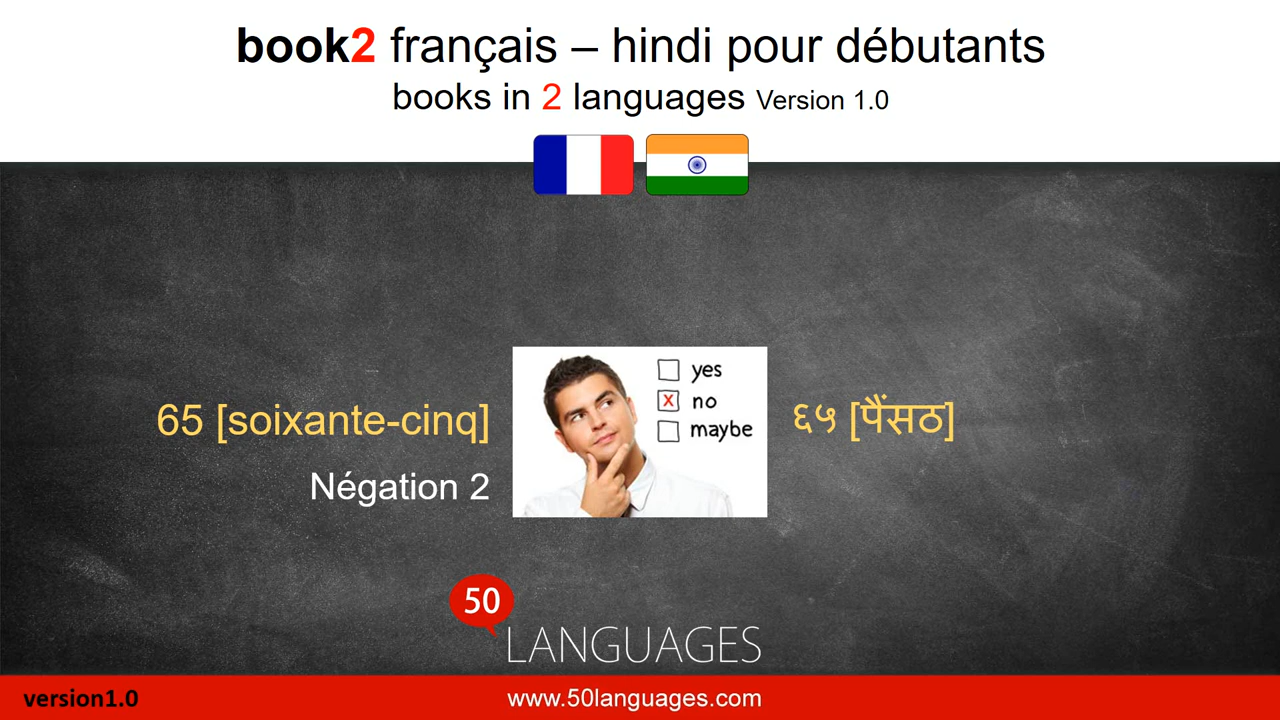 book2 français – hindi pour débutants
books in 2 languages Version 1.0
65 [soixante-cinq]
Négation 2
yes
x no
maybe
६५ [पैंसठ]
50
LANGUAGES
version1.0
www.50languages.com